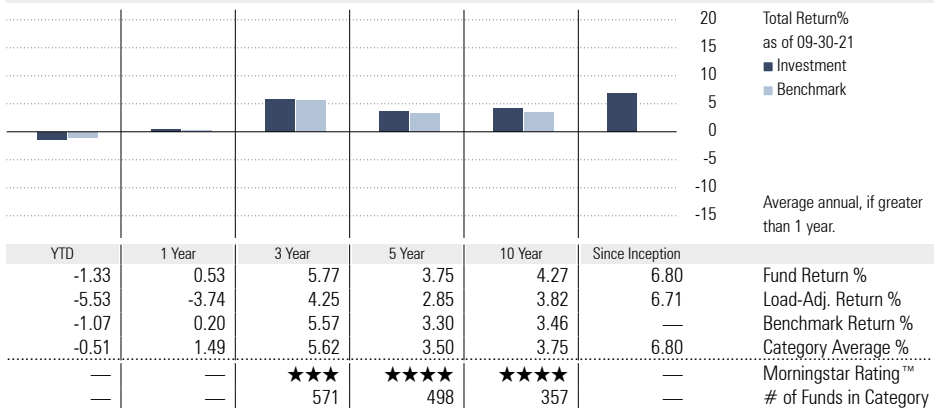 20
15
10
5
0
-5
-10
-15
Total Return%
as of 09-30-21
Investment
Benchmark
Average annual, if greater
than 1 year.
YTD 1 Year 3 Year 5 Year 10 Year Since Inception
-1.33 0.53 5.77 3.75 4.27 6.80 Fund Return %
-5.53 -3.74 4.25 2.85 3.82 6.71 Load-Adj. Return %
-1.07 0.20 5.57 3.30 3.46 — Benchmark Return %
-0.51 1.49 5.62 3.50 3.75 6.80 Category Average %
— — ★★★ ★★★★ ★★★★ — Morningstar Rating™
— — 571 498 357 — # of Funds in Category